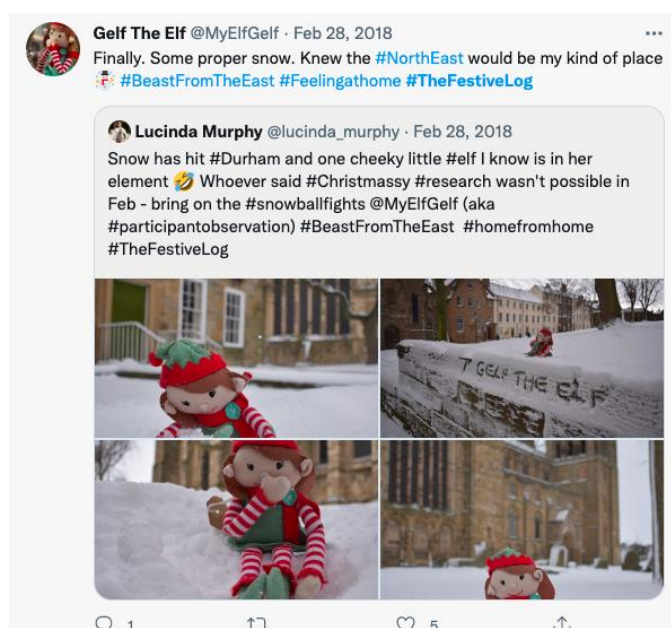 Gelf The Elf @MyElfGelf · Feb 28, 2018
Finally. Some proper snow. Knew the #NorthEast would be my kind of place
☃️ #BeastFromTheEast #Feelingathome #TheFestiveLog
Lucinda Murphy @lucinda_murphy · Feb 28, 2018
Snow has hit #Durham and one cheeky little #elf I know is in her
element 🤣 Whoever said #Christmassy #research wasn't possible in
Feb - bring on the #snowballfights @MyElfGelf (aka
#participantobservation) #BeastFromTheEast #homefromhome
#TheFestiveLog
GELF THE ELF
1
5